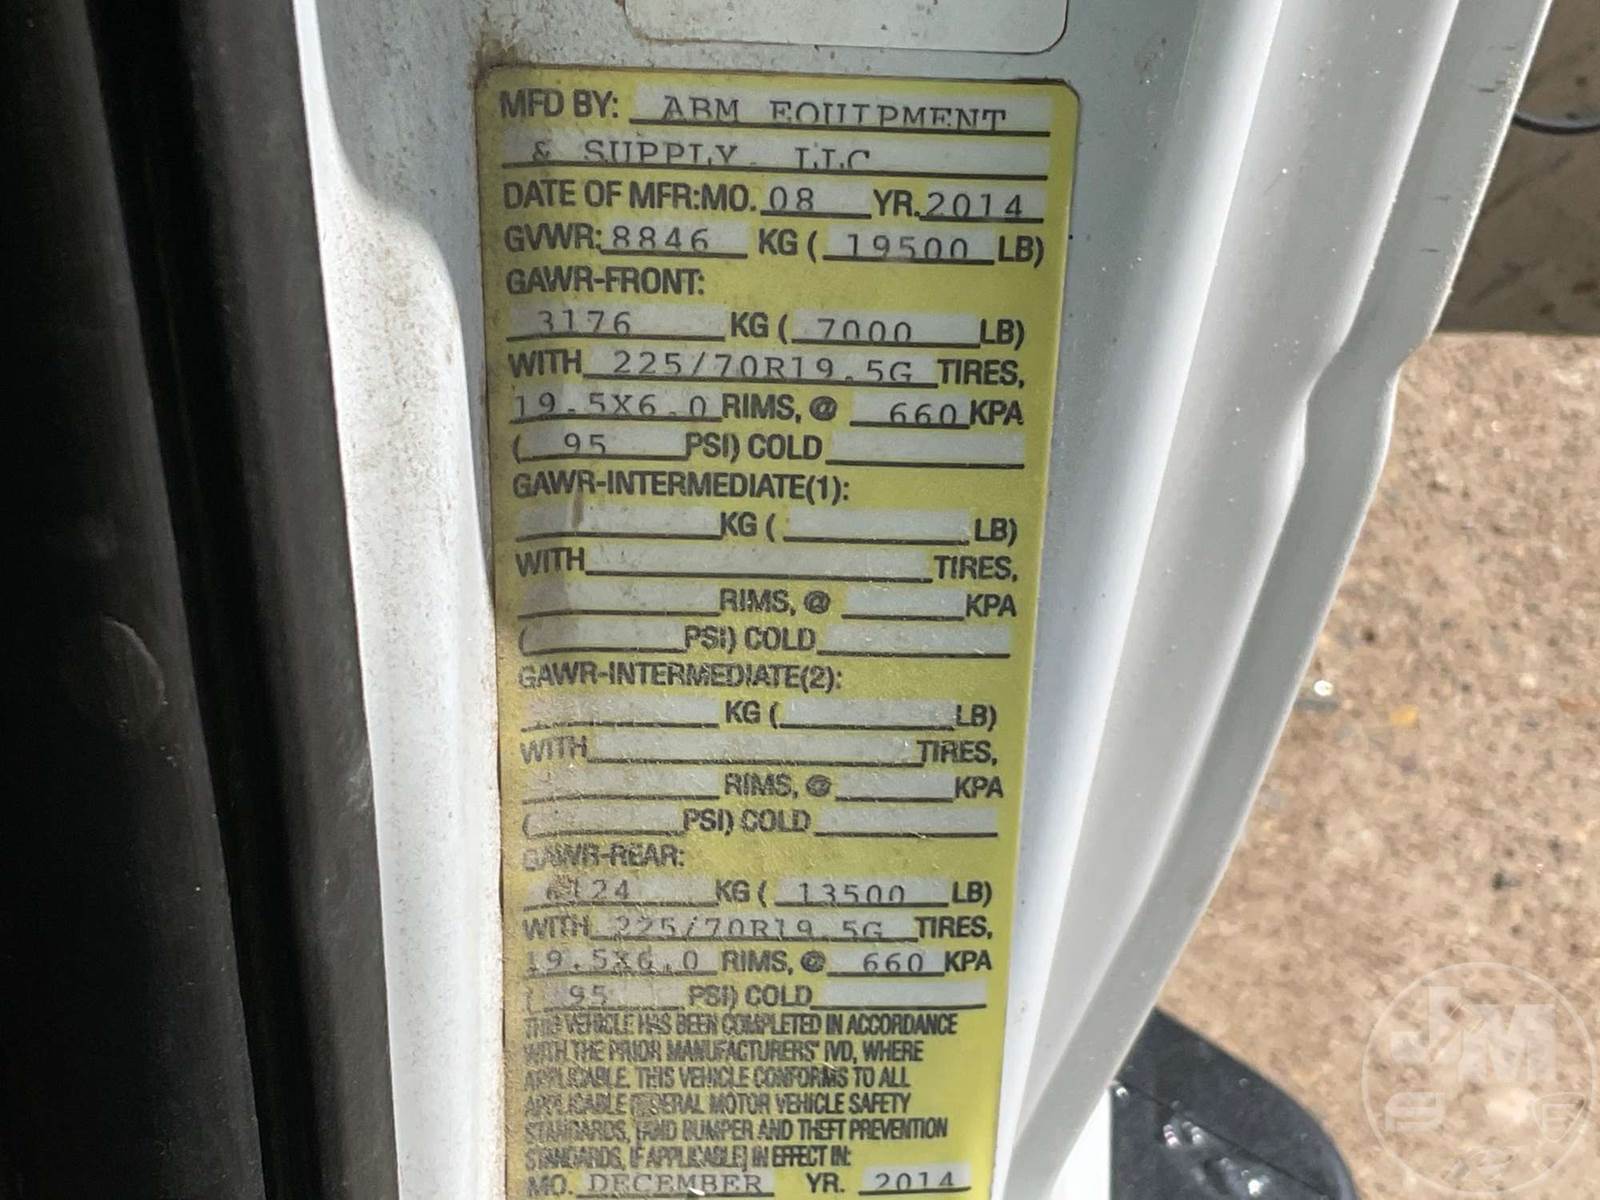 MFD BY: ABM EQUIPMENT
& SUPPLY, LLC
DATE OF MFR:MO. 08 YR. 2014
GVWR: 8846 KG ( 19500 LB)
GAWR-FRONT:
3176 KG ( 7000 LB)
WITH 225/70R19.5G TIRES,
19.5X6.0 RIMS, @ 660 KPA
( 95 PSI) COLD
GAWR-INTERMEDIATE(1):
KG ( LB)
WITH TIRES,
RIMS, @ KPA
( PSI) COLD
GAWR-INTERMEDIATE(2):
KG ( LB)
WITH TIRES,
RIMS, @ KPA
( PSI) COLD
GAWR-REAR:
6124 KG ( 13500 LB)
WITH 225/70R19.5G TIRES,
19.5X6.0 RIMS, @ 660 KPA
( 95 PSI) COLD
THIS VEHICLE HAS BEEN COMPLETED IN ACCORDANCE
WITH THE PRIOR MANUFACTURERS' IVD, WHERE
APPLICABLE. THIS VEHICLE CONFORMS TO ALL
APPLICABLE FEDERAL MOTOR VEHICLE SAFETY
STANDARDS, [AND BUMPER AND THEFT PREVENTION
STANDARDS, IF APPLICABLE] IN EFFECT IN:
MO. DECEMBER YR. 2014
JM